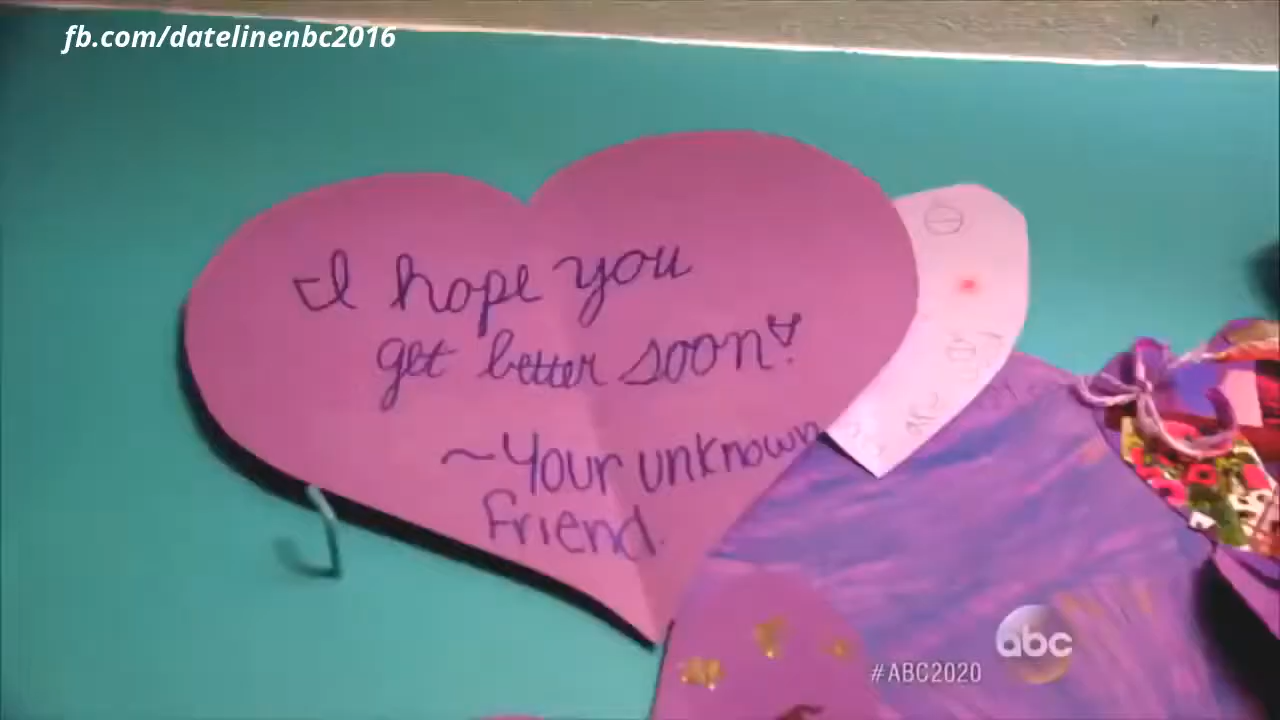 fb.com/datelinenbc2016
I hope you
get better soon!
~Your unknown
friend.
abc
#ABC2020